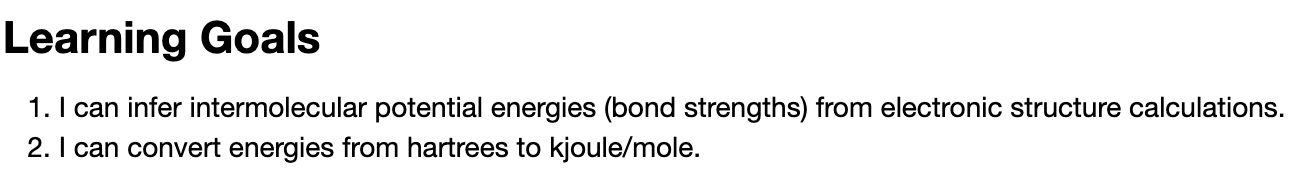 Learning Goals
1. I can infer intermolecular potential energies (bond strengths) from electronic structure calculations.
2. I can convert energies from hartrees to kjoule/mole.